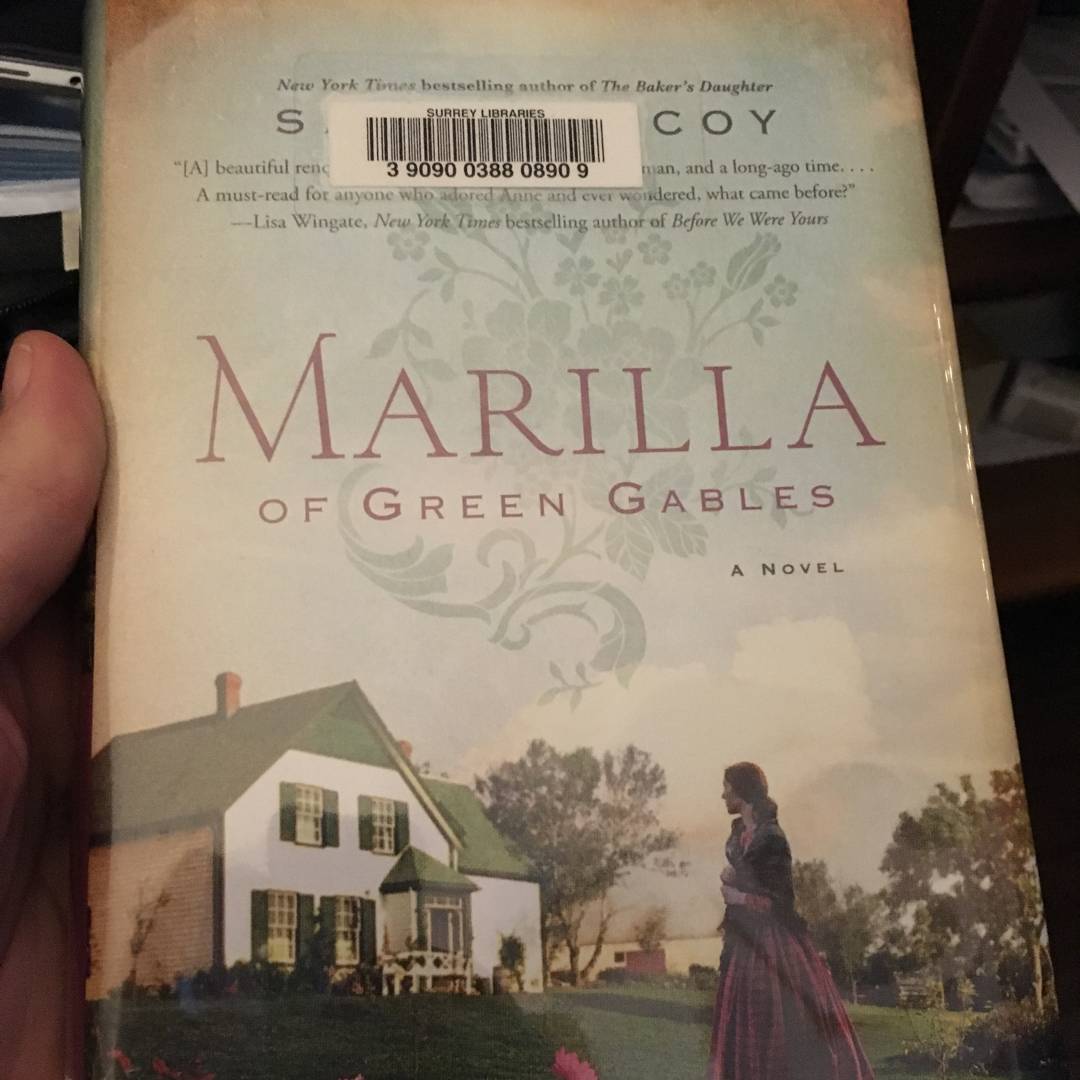 New York Times bestselling author of The Baker's Daughter
SURREY LIBRARIES
S COY
3 9090 0388 0890 9
"[A] beautiful man, and a long-ago time. . . .
A must-read for anyone who adored Anne and ever wondered, what came before?"
—Lisa Wingate, New York Times bestselling author of Before We Were Yours
MARILLA
OF GREEN GABLES
A NOVEL